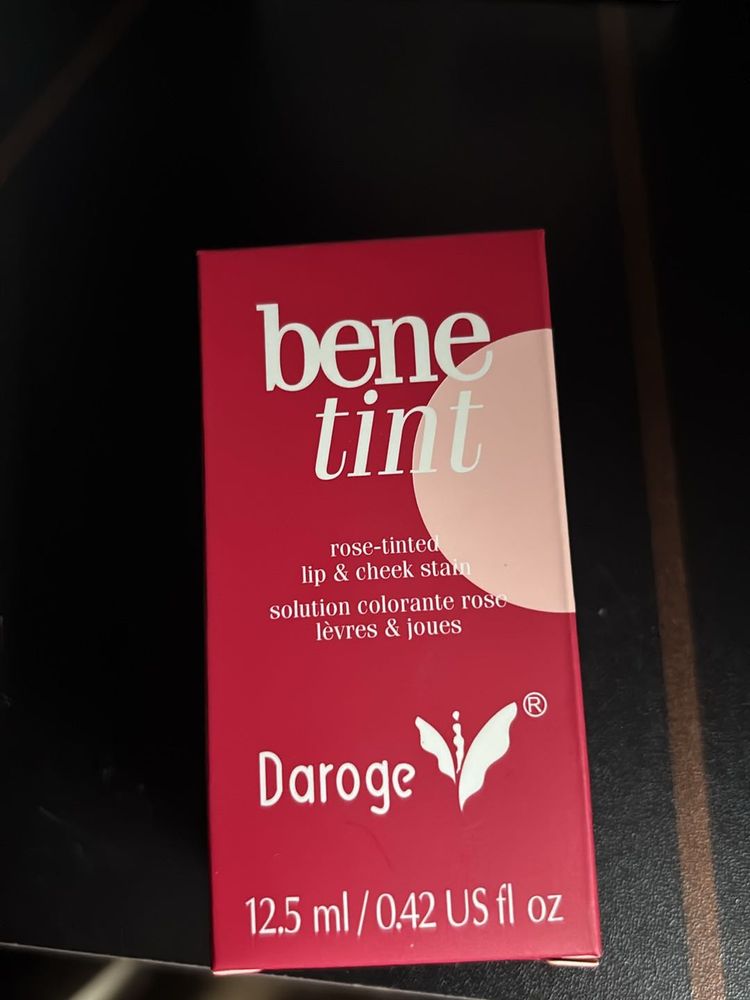 bene
tint
rose-tinted
lip & cheek stain
solution colorante rose
lèvres & joues
Daroge ®
12.5 ml / 0.42 US fl oz